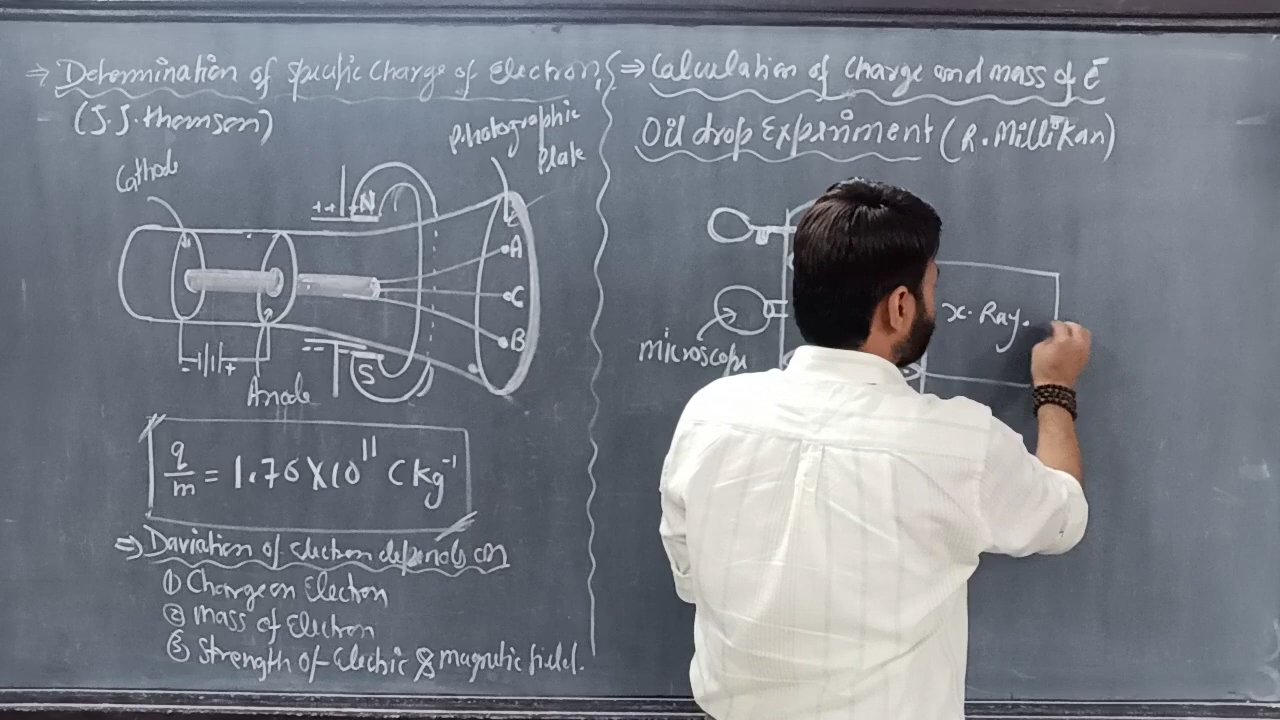 ⇒ Determination of specific charge of Electron
(J.J. thomson)
Cathode
Photographic
Plate
+ + +
N
A
C
B
- -
S
- +
Anode
q/m = 1.76 X 10¹¹ C kg⁻¹
⇒ Daviation of electron depends on
① Charge on Electron
② Mass of Electron
③ Strength of Electric & magnetic field.
⇒ Calculation of charge and mass of ē
Oil drop Experiment (R. Millikan)
microscope
x-Ray.